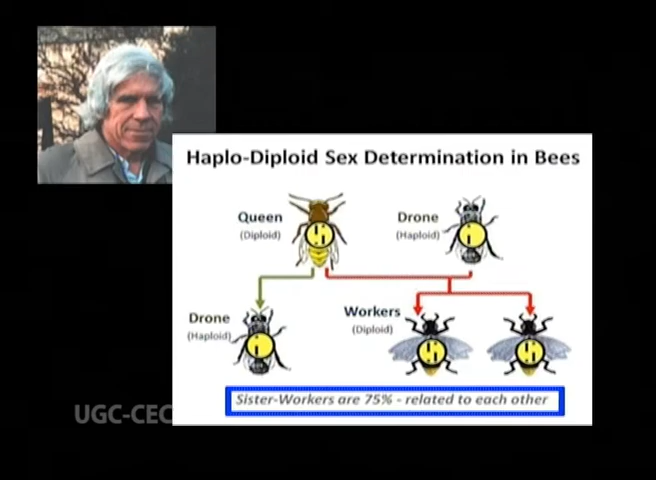 Haplo-Diploid Sex Determination in Bees
Queen
(Diploid)
Drone
(Haploid)
Drone
(Haploid)
Workers
(Diploid)
Sister-Workers are 75% - related to each other
UGC-CEC